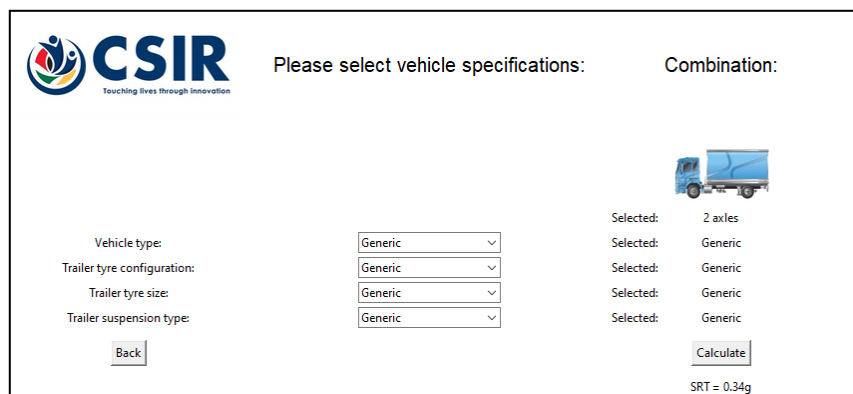 CSIR
Touching lives through innovation
Please select vehicle specifications:
Combination:
Selected: 2 axles
Vehicle type: Generic Selected: Generic
Trailer tyre configuration: Generic Selected: Generic
Trailer tyre size: Generic Selected: Generic
Trailer suspension type: Generic Selected: Generic
Back Calculate
SRT = 0.34g